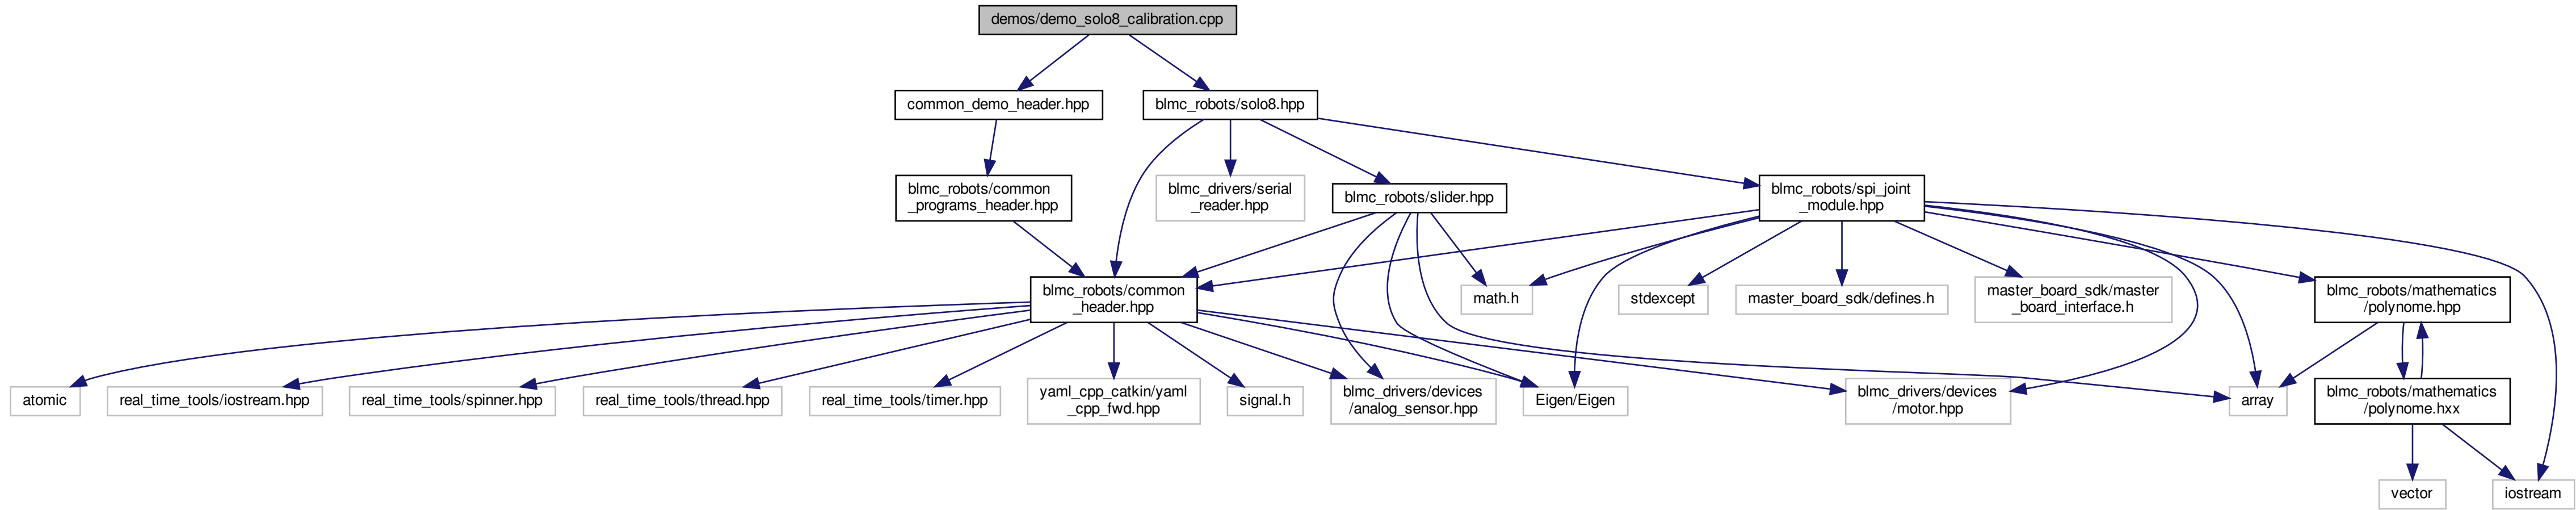 demos/demo_solo8_calibration.cpp
common_demo_header.hpp
blmc_robots/solo8.hpp
blmc_robots/common
_programs_header.hpp
blmc_drivers/serial
_reader.hpp
blmc_robots/slider.hpp
blmc_robots/spi_joint
_module.hpp
blmc_robots/common
_header.hpp
math.h
stdexcept
master_board_sdk/defines.h
master_board_sdk/master
_board_interface.h
blmc_robots/mathematics
/polynome.hpp
atomic
real_time_tools/iostream.hpp
real_time_tools/spinner.hpp
real_time_tools/thread.hpp
real_time_tools/timer.hpp
yaml_cpp_catkin/yaml
_cpp_fwd.hpp
signal.h
blmc_drivers/devices
/analog_sensor.hpp
Eigen/Eigen
blmc_drivers/devices
/motor.hpp
array
blmc_robots/mathematics
/polynome.hxx
vector
iostream